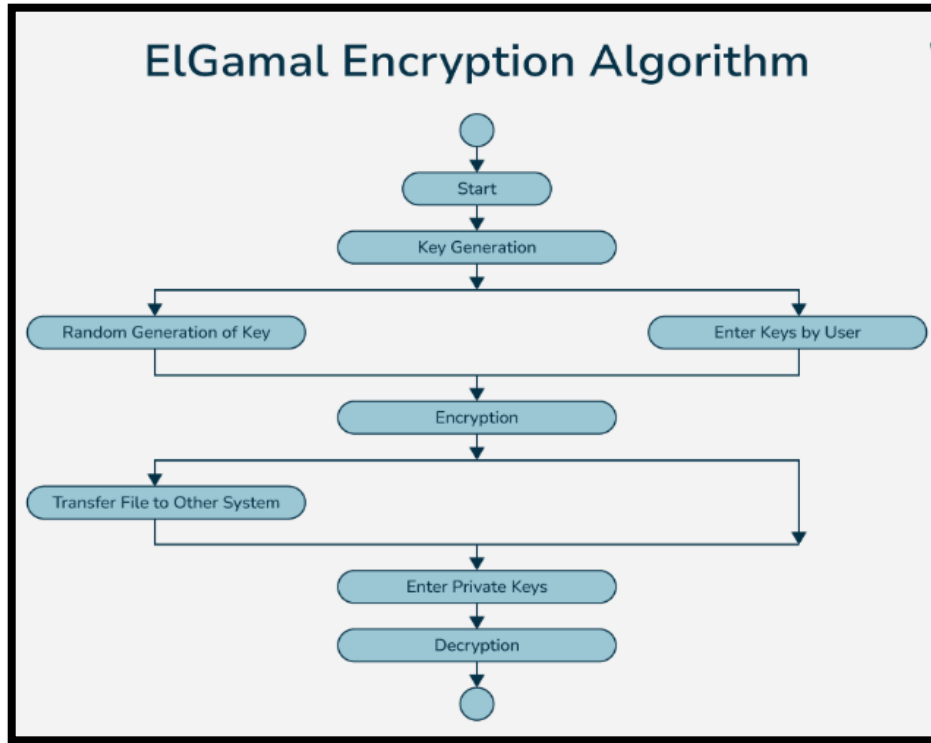 ElGamal Encryption Algorithm
Start
Key Generation
Random Generation of Key
Enter Keys by User
Encryption
Transfer File to Other System
Enter Private Keys
Decryption